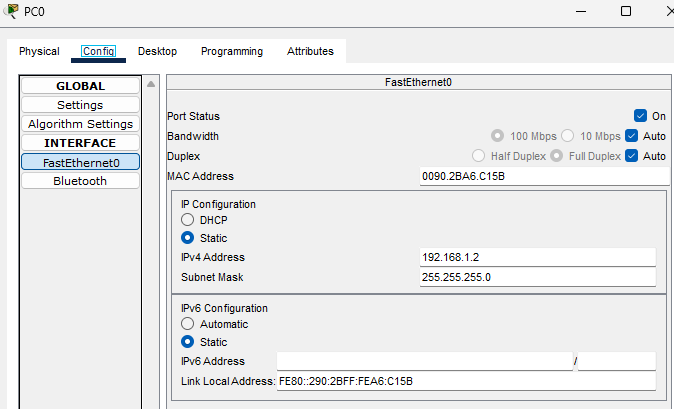 PC0
Physical Config Desktop Programming Attributes
GLOBAL
Settings
Algorithm Settings
INTERFACE
FastEthernet0
Bluetooth
FastEthernet0
Port Status On
Bandwidth 100 Mbps 10 Mbps Auto
Duplex Half Duplex Full Duplex Auto
MAC Address 0090.2BA6.C15B
IP Configuration
DHCP
Static
IPv4 Address 192.168.1.2
Subnet Mask 255.255.255.0
IPv6 Configuration
Automatic
Static
IPv6 Address /
Link Local Address: FE80::290:2BFF:FEA6:C15B